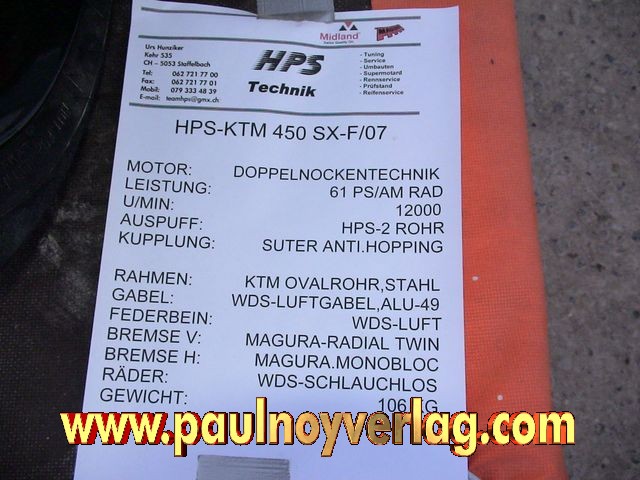 Midland
Swiss Quality Oil
Urs Hunziker
Kehr 535
CH – 5053 Staffelbach
Tel: 062 721 77 00
Fax: 062 721 77 01
Mobil: 079 333 48 39
E-mail: teamhps@gmx.ch
HPS
Technik
- Tuning
- Service
- Umbauten
- Supermotard
- Rennservice
- Prüfstand
- Reifenservice
HPS-KTM 450 SX-F/07
MOTOR: DOPPELNOCKENTECHNIK
LEISTUNG: 61 PS/AM RAD
U/MIN: 12000
AUSPUFF: HPS-2 ROHR
KUPPLUNG: SUTER ANTI.HOPPING
RAHMEN: KTM OVALROHR,STAHL
GABEL: WDS-LUFTGABEL,ALU-49
FEDERBEIN: WDS-LUFT
BREMSE V: MAGURA-RADIAL TWIN
BREMSE H: MAGURA.MONOBLOC
RÄDER: WDS-SCHLAUCHLOS
GEWICHT: 106 KG
www.paulnoyverlag.com